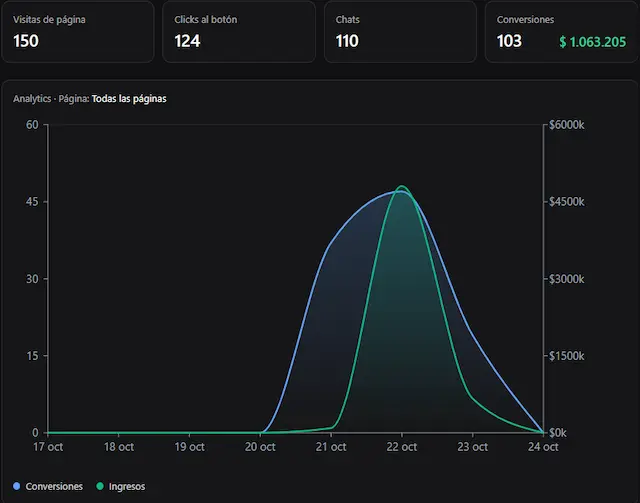 Visitas de página
150
Clicks al botón
124
Chats
110
Conversiones
103 $ 1.063.205
Analytics · Página: Todas las páginas
60 $6000k
45 $4500k
30 $3000k
15 $1500k
0 $0k
17 oct 18 oct 19 oct 20 oct 21 oct 22 oct 23 oct 24 oct
Conversiones Ingresos